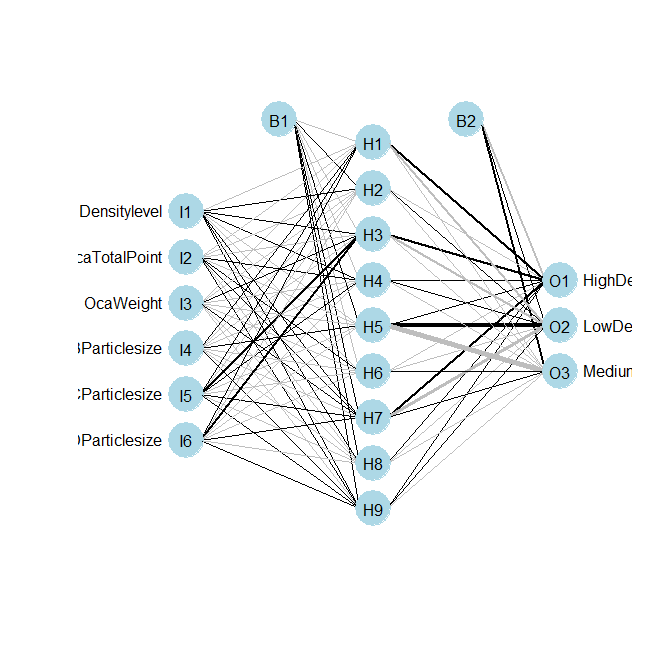 B1
B2
H1
H2
H3
H4
H5
H6
H7
H8
H9
Densitylevel I1
caTotalPoint I2
OcaWeight I3
Particlesize I4
Particlesize I5
Particlesize I6
O1 HighDe
O2 LowDe
O3 Medium